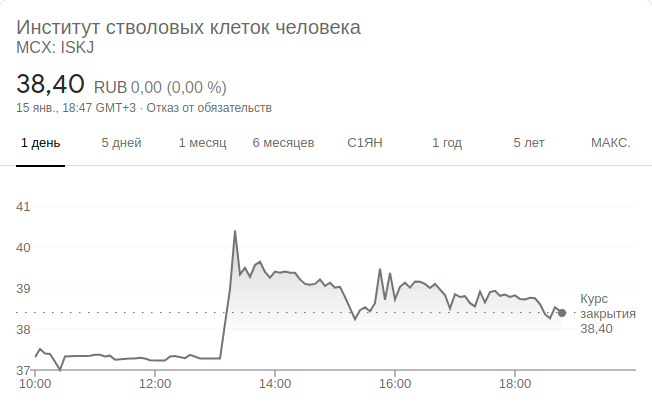 Институт стволовых клеток человека
MCX: ISKJ
38,40 RUB 0,00 (0,00 %)
15 янв., 18:47 GMT+3 · Отказ от обязательств
1 день 5 дней 1 месяц 6 месяцев С1ЯН 1 год 5 лет МАКС.
41
40
39
38
37
Курс
закрытия
38,40
10:00 12:00 14:00 16:00 18:00